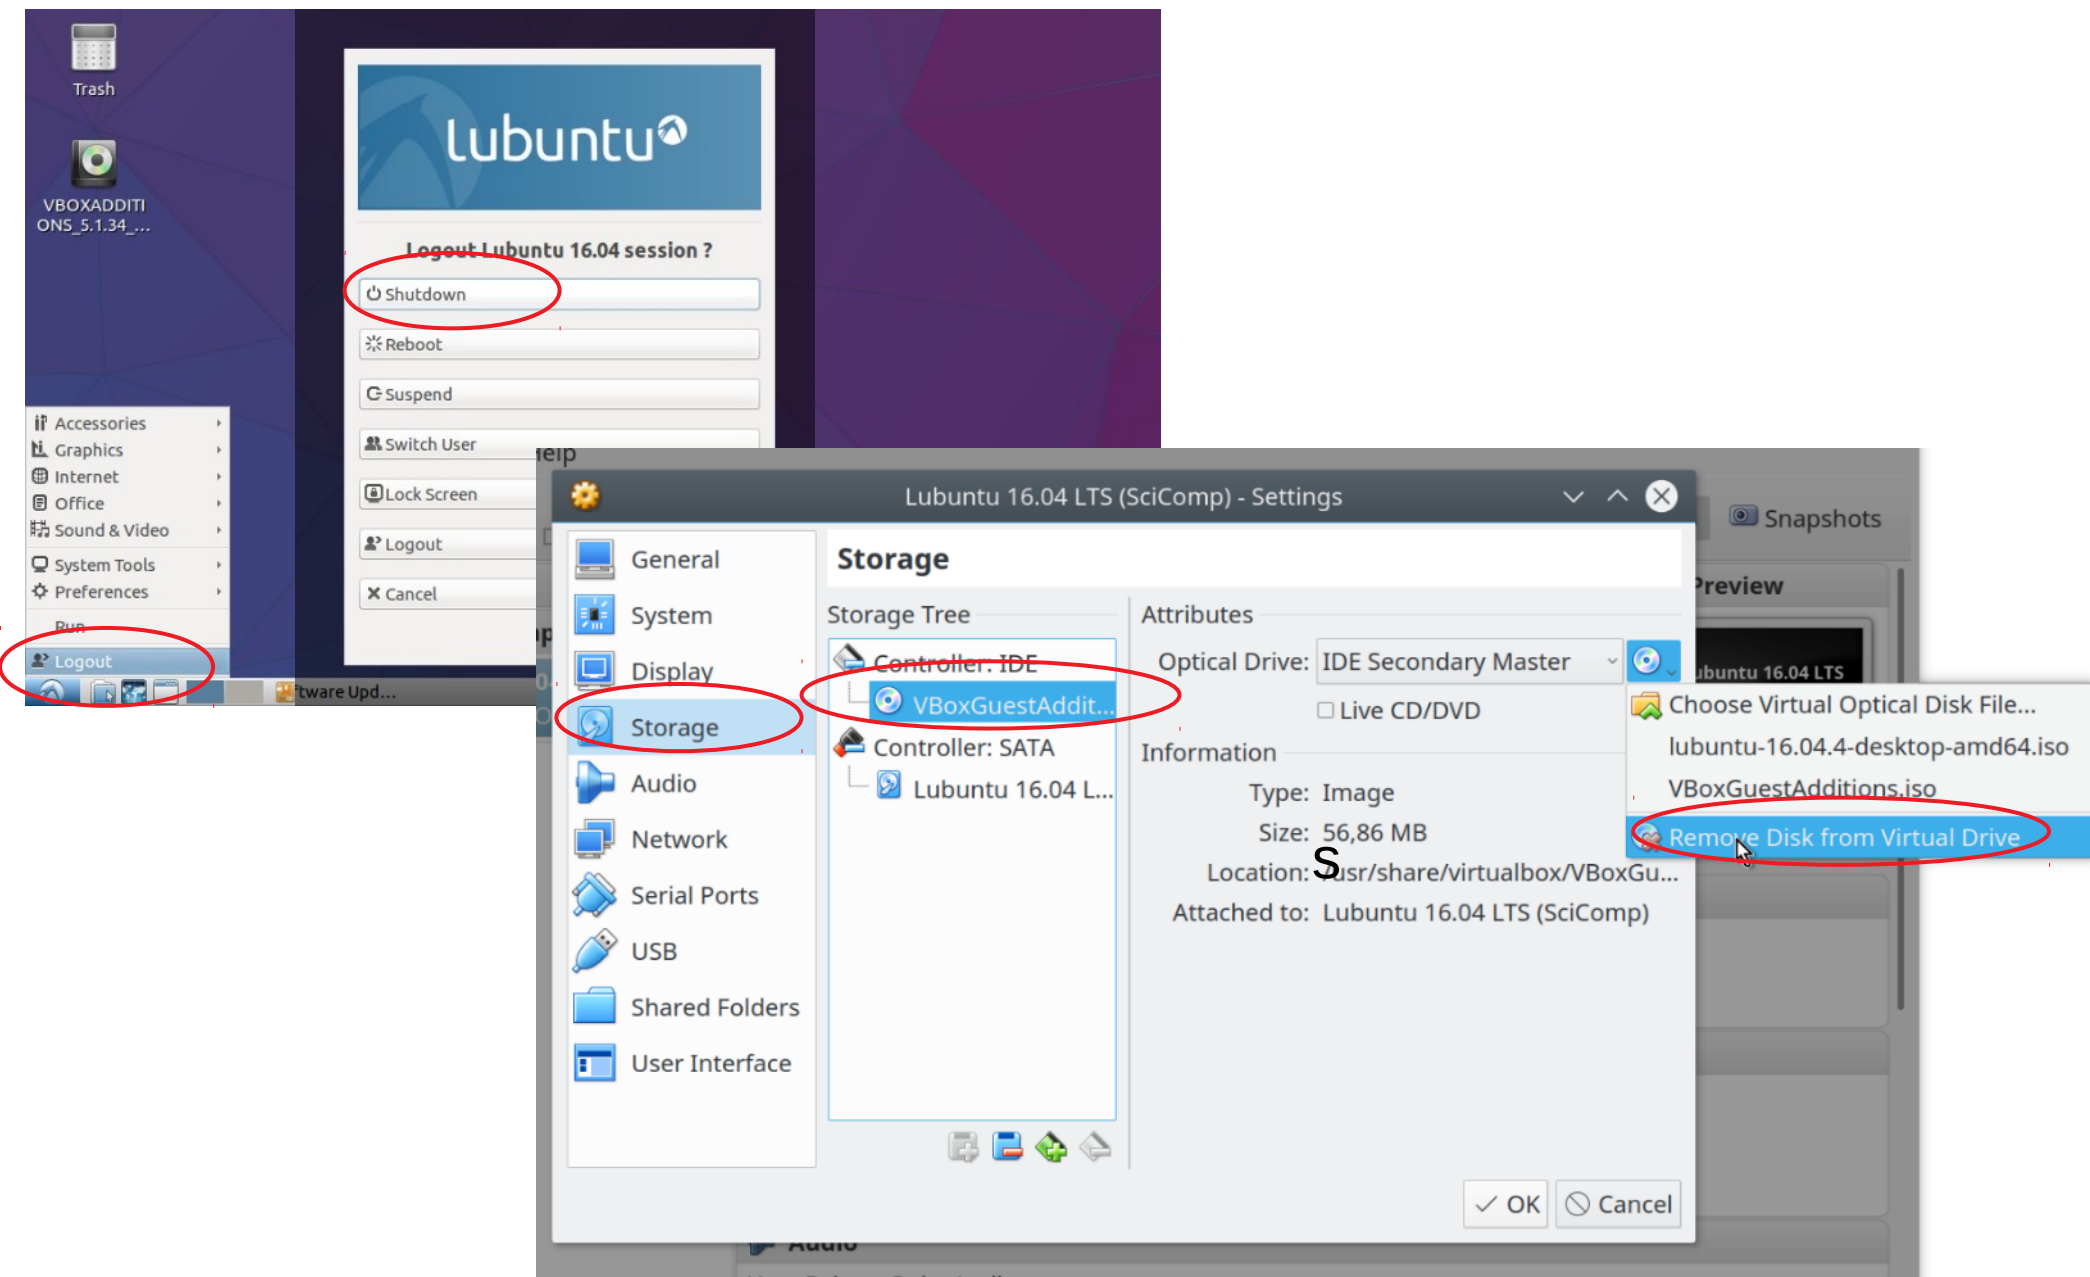 Trash
VBOXADDITI
ONS_5.1.34_...
lubuntu
Logout Lubuntu 16.04 session ?
Shutdown
Reboot
Suspend
Switch User
Lock Screen
Logout
Cancel
Accessories
Graphics
Internet
Office
Sound & Video
System Tools
Preferences
Run
Logout
ftware Upd...
Help
Lubuntu 16.04 LTS (SciComp) - Settings
Snapshots
General
System
Display
Storage
Audio
Network
Serial Ports
USB
Shared Folders
User Interface
Storage
Storage Tree
Controller: IDE
VBoxGuestAddit...
Controller: SATA
Lubuntu 16.04 L...
Attributes
Optical Drive: IDE Secondary Master
Live CD/DVD
Information
Type: Image
Size: 56,86 MB
s
Location: /usr/share/virtualbox/VBoxGu...
Attached to: Lubuntu 16.04 LTS (SciComp)
OK
Cancel
Preview
ubuntu 16.04 LTS
Choose Virtual Optical Disk File...
lubuntu-16.04.4-desktop-amd64.iso
VBoxGuestAdditions.iso
Remove Disk from Virtual Drive
Audio